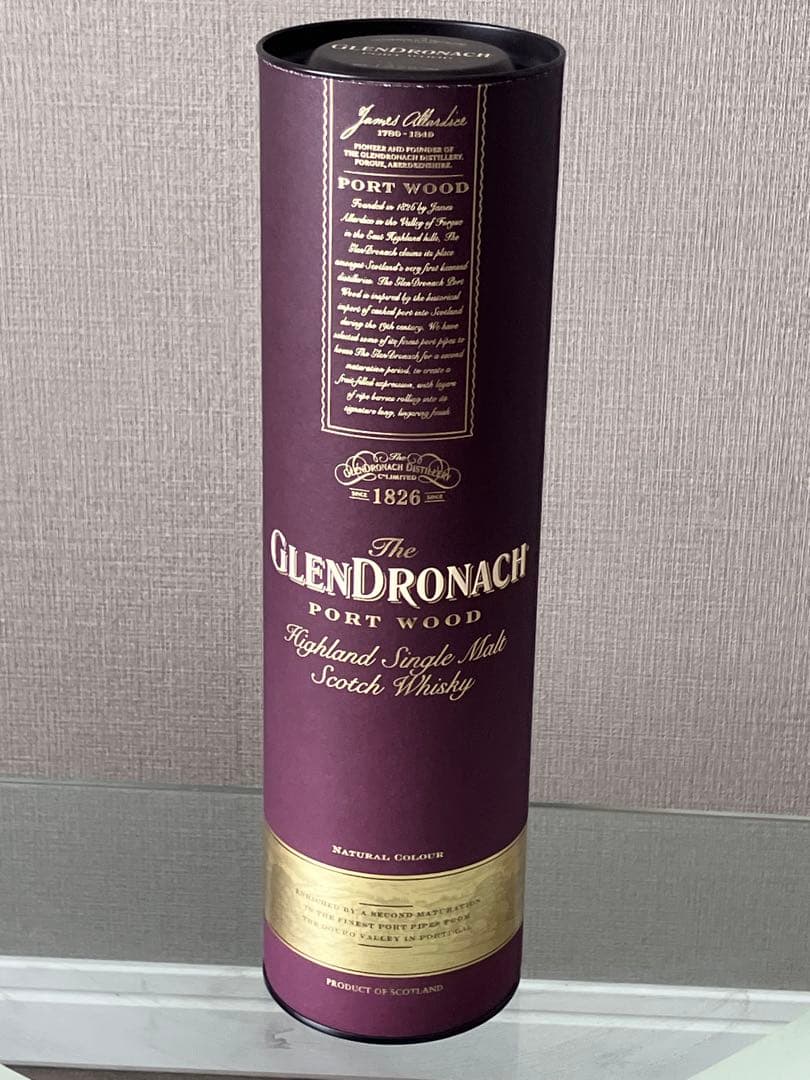 GLENDRONACH
PORT WOOD
James Allardice
1780 - 1849
PIONEER AND FOUNDER OF
THE GLENDRONACH DISTILLERY,
FORGUE, ABERDEENSHIRE.
PORT WOOD
Founded in 1826 by James
Allardice in the Valley of Forgue
in the East Highland hills, The
GlenDronach claims its place
amongst Scotland's very first licensed
distilleries. The GlenDronach Port
Wood is inspired by the historical
import of casked port into Scotland
during the 19th century. We have
selected some of its finest port pipes to
house The GlenDronach for a second
maturation period, to create a
fruit-filled expression, with layers
of ripe berries rolling into its
signature long, lingering finish
The
GLENDRONACH DISTILLERY
CO LIMITED
SINCE 1826 SINCE
The
GLENDRONACH
PORT WOOD
Highland Single Malt
Scotch Whisky
NATURAL COLOUR
ENRICHED BY A SECOND MATURATION
IN THE FINEST PORT PIPES FROM
THE DOURO VALLEY IN PORTUGAL
PRODUCT OF SCOTLAND